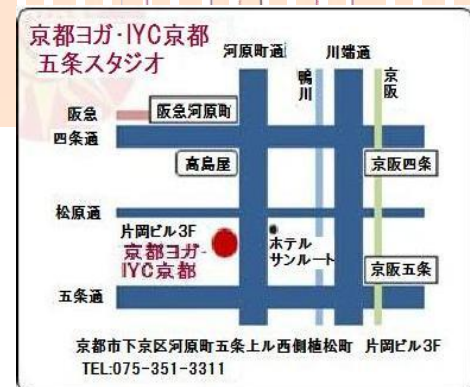 京都ヨガ·IYC京都
五条スタジオ
河原町通
川端通
鴨川
京阪
阪急
阪急河原町
四条通
高島屋
京阪四条
松原通
片岡ビル3F
京都ヨガ-
IYC京都
ホテル
サンルート
京阪五条
五条通
京都市下京区河原町五条上ル西側植松町 片岡ビル3F
TEL:075-351-3311